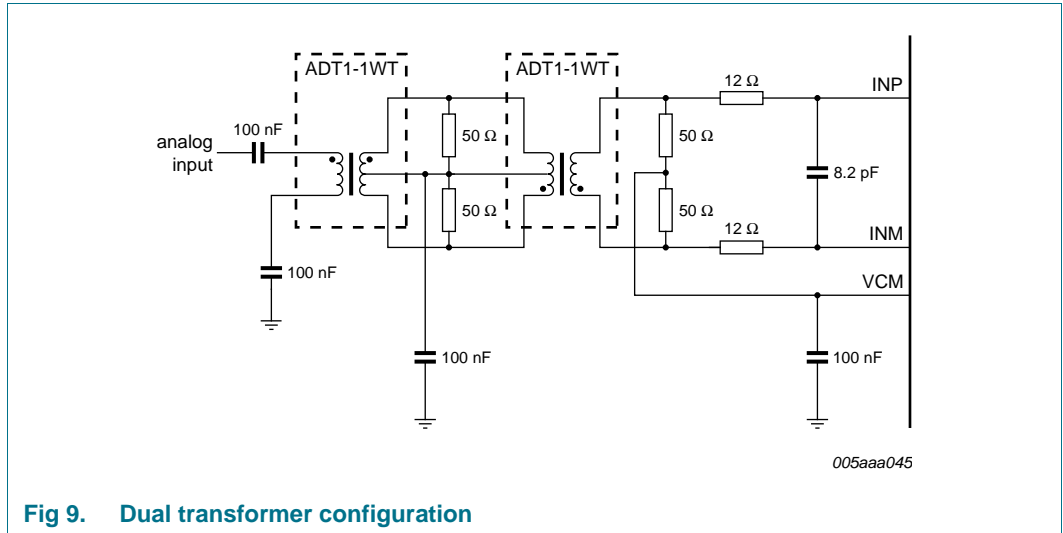 ADT1-1WT
ADT1-1WT
12 Ω
INP
100 nF
analog
input
50 Ω
50 Ω
8.2 pF
50 Ω
50 Ω
12 Ω
INM
100 nF
VCM
100 nF
100 nF
005aaa045
Fig 9. Dual transformer configuration